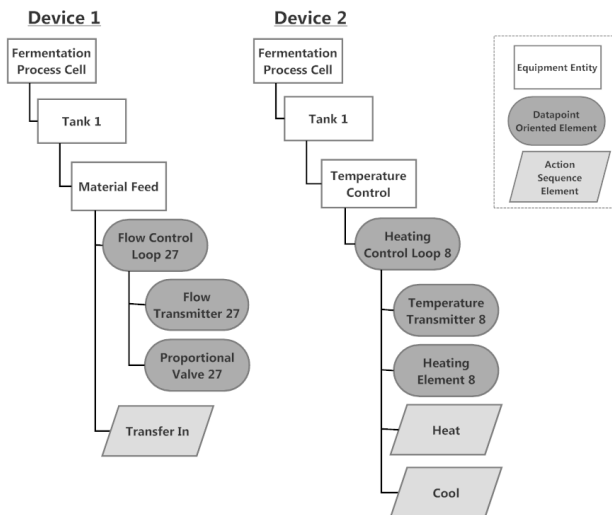 Device 1
Fermentation
Process Cell
Tank 1
Material Feed
Flow Control
Loop 27
Flow
Transmitter 27
Proportional
Valve 27
Transfer In
Device 2
Fermentation
Process Cell
Tank 1
Temperature
Control
Heating
Control Loop 8
Temperature
Transmitter 8
Heating
Element 8
Heat
Cool
Equipment Entity
Datapoint
Oriented Element
Action
Sequence
Element